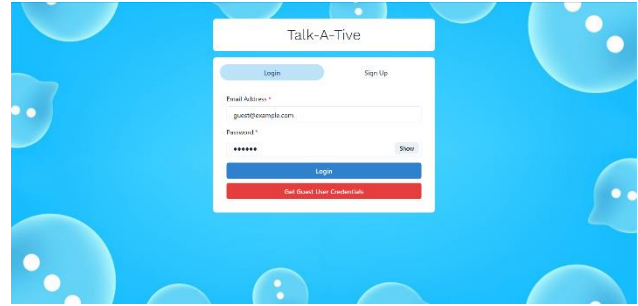 Talk-A-Tive
Login Sign Up
Email Address *
guest@example.com
Password *
●●●●●● Show
Login
Get Guest User Credentials